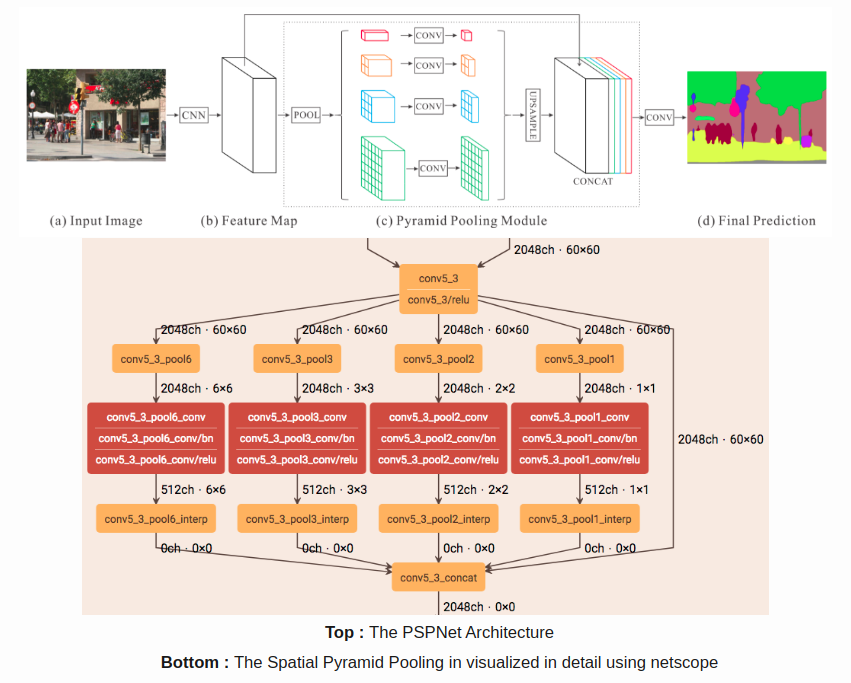 CNN
POOL
CONV
CONV
CONV
CONV
UPSAMPLE
CONCAT
CONV
(a) Input Image
(b) Feature Map
(c) Pyramid Pooling Module
(d) Final Prediction
2048ch · 60×60
conv5_3
conv5_3/relu
2048ch · 60×60 2048ch · 60×60 2048ch · 60×60 2048ch · 60×60
conv5_3_pool6 conv5_3_pool3 conv5_3_pool2 conv5_3_pool1
2048ch · 6×6 2048ch · 3×3 2048ch · 2×2 2048ch · 1×1
conv5_3_pool6_conv conv5_3_pool3_conv conv5_3_pool2_conv conv5_3_pool1_conv
conv5_3_pool6_conv/bn conv5_3_pool3_conv/bn conv5_3_pool2_conv/bn conv5_3_pool1_conv/bn
2048ch · 60×60
conv5_3_pool6_conv/relu conv5_3_pool3_conv/relu conv5_3_pool2_conv/relu conv5_3_pool1_conv/relu
512ch · 6×6 512ch · 3×3 512ch · 2×2 512ch · 1×1
conv5_3_pool6_interp conv5_3_pool3_interp conv5_3_pool2_interp conv5_3_pool1_interp
0ch · 0×0 0ch · 0×0 0ch · 0×0 0ch · 0×0
conv5_3_concat
2048ch · 0×0
Top : The PSPNet Architecture
Bottom : The Spatial Pyramid Pooling in visualized in detail using netscope